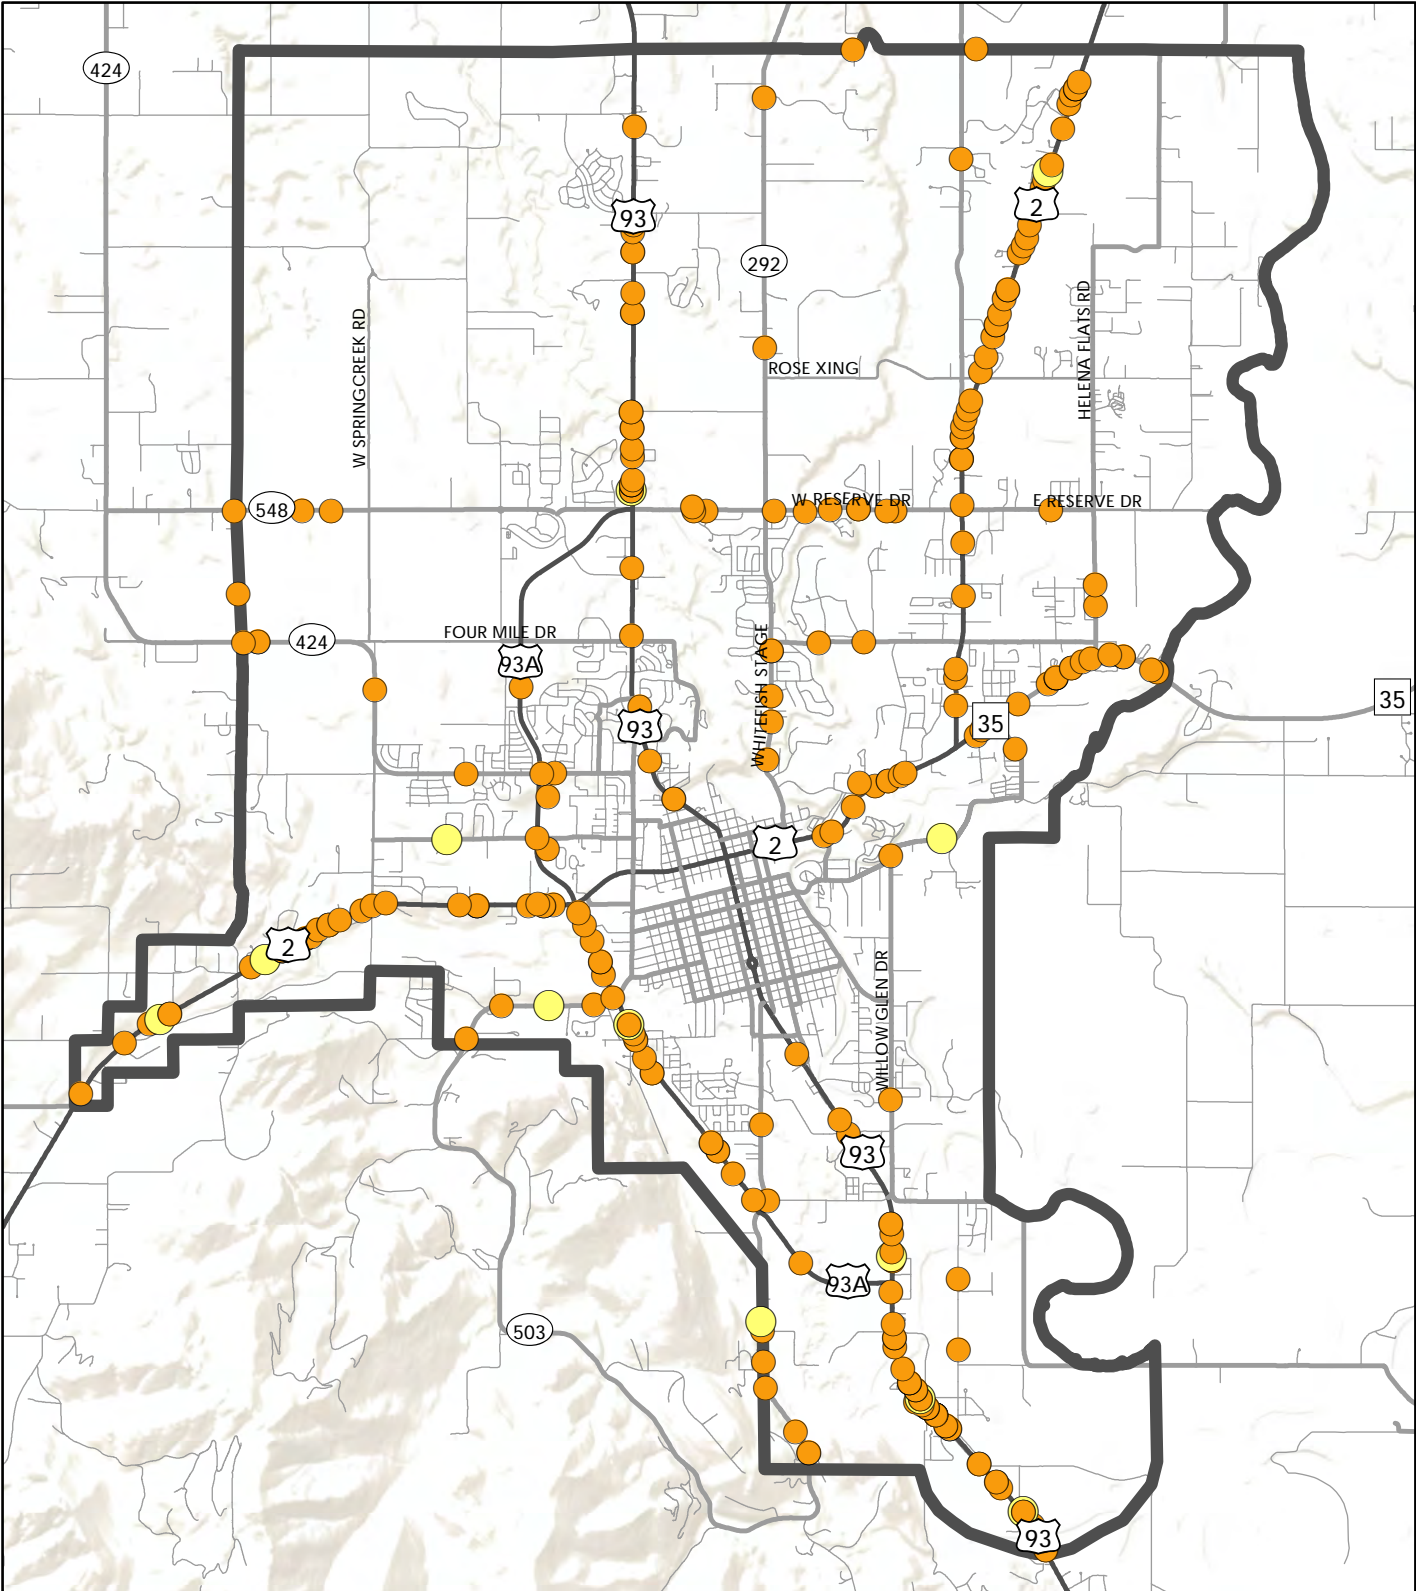 424
2
93
292
HELENA FLATS RD
W SPRINGCREEK RD
ROSE XING
W RESERVE DR
E RESERVE DR
548
FOUR MILE DR
424
WHITEFISH STAGE
93A
35
35
93
2
2
WILLOW GLEN DR
93
93A
503
93